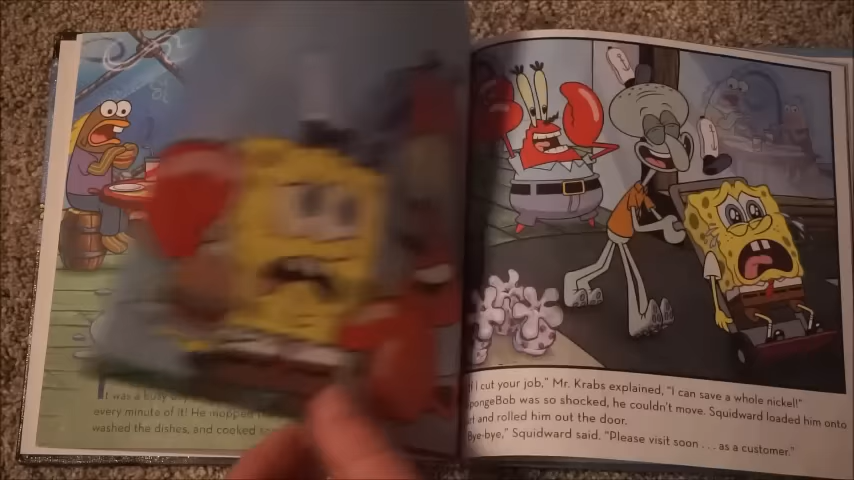 It was a busy
every minute of it! He mopped
washed the dishes, and cooked
I cut your job," Mr. Krabs explained, "I can save a whole nickel!"
SpongeBob was so shocked, he couldn't move. Squidward loaded him onto
and rolled him out the door.
"Bye-bye," Squidward said. "Please visit soon . . . as a customer."